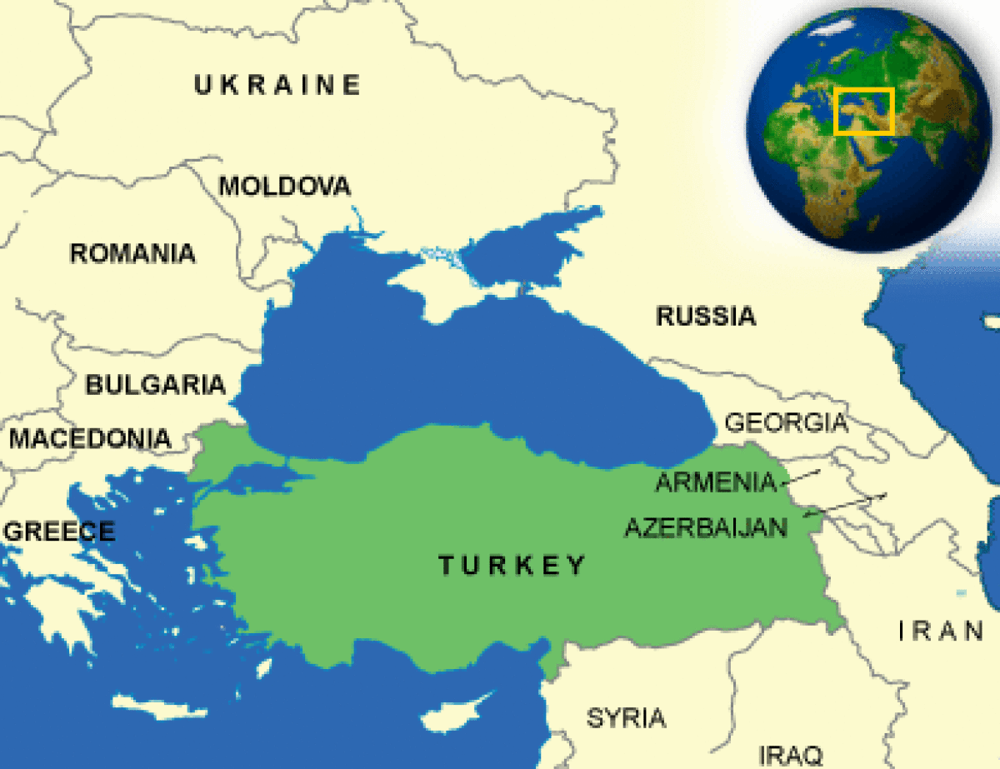 UKRAINE
MOLDOVA
ROMANIA
RUSSIA
BULGARIA
GEORGIA
MACEDONIA
ARMENIA
GREECE
AZERBAIJAN
TURKEY
IRAN
SYRIA
IRAQ